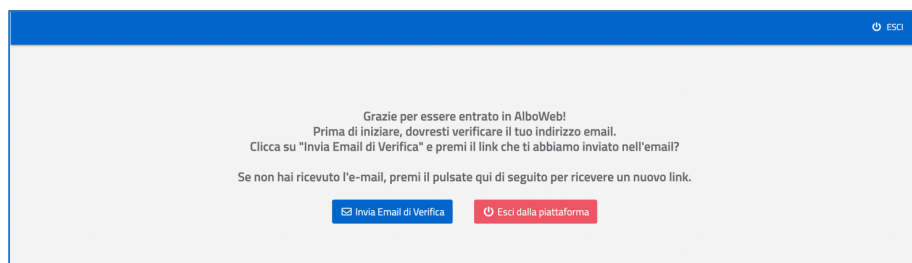 ESCI
Grazie per essere entrato in AlboWeb!
Prima di iniziare, dovresti verificare il tuo indirizzo email.
Clicca su "Invia Email di Verifica" e premi il link che ti abbiamo inviato nell'email?
Se non hai ricevuto l'e-mail, premi il pulsate qui di seguito per ricevere un nuovo link.
Invia Email di Verifica Esci dalla piattaforma